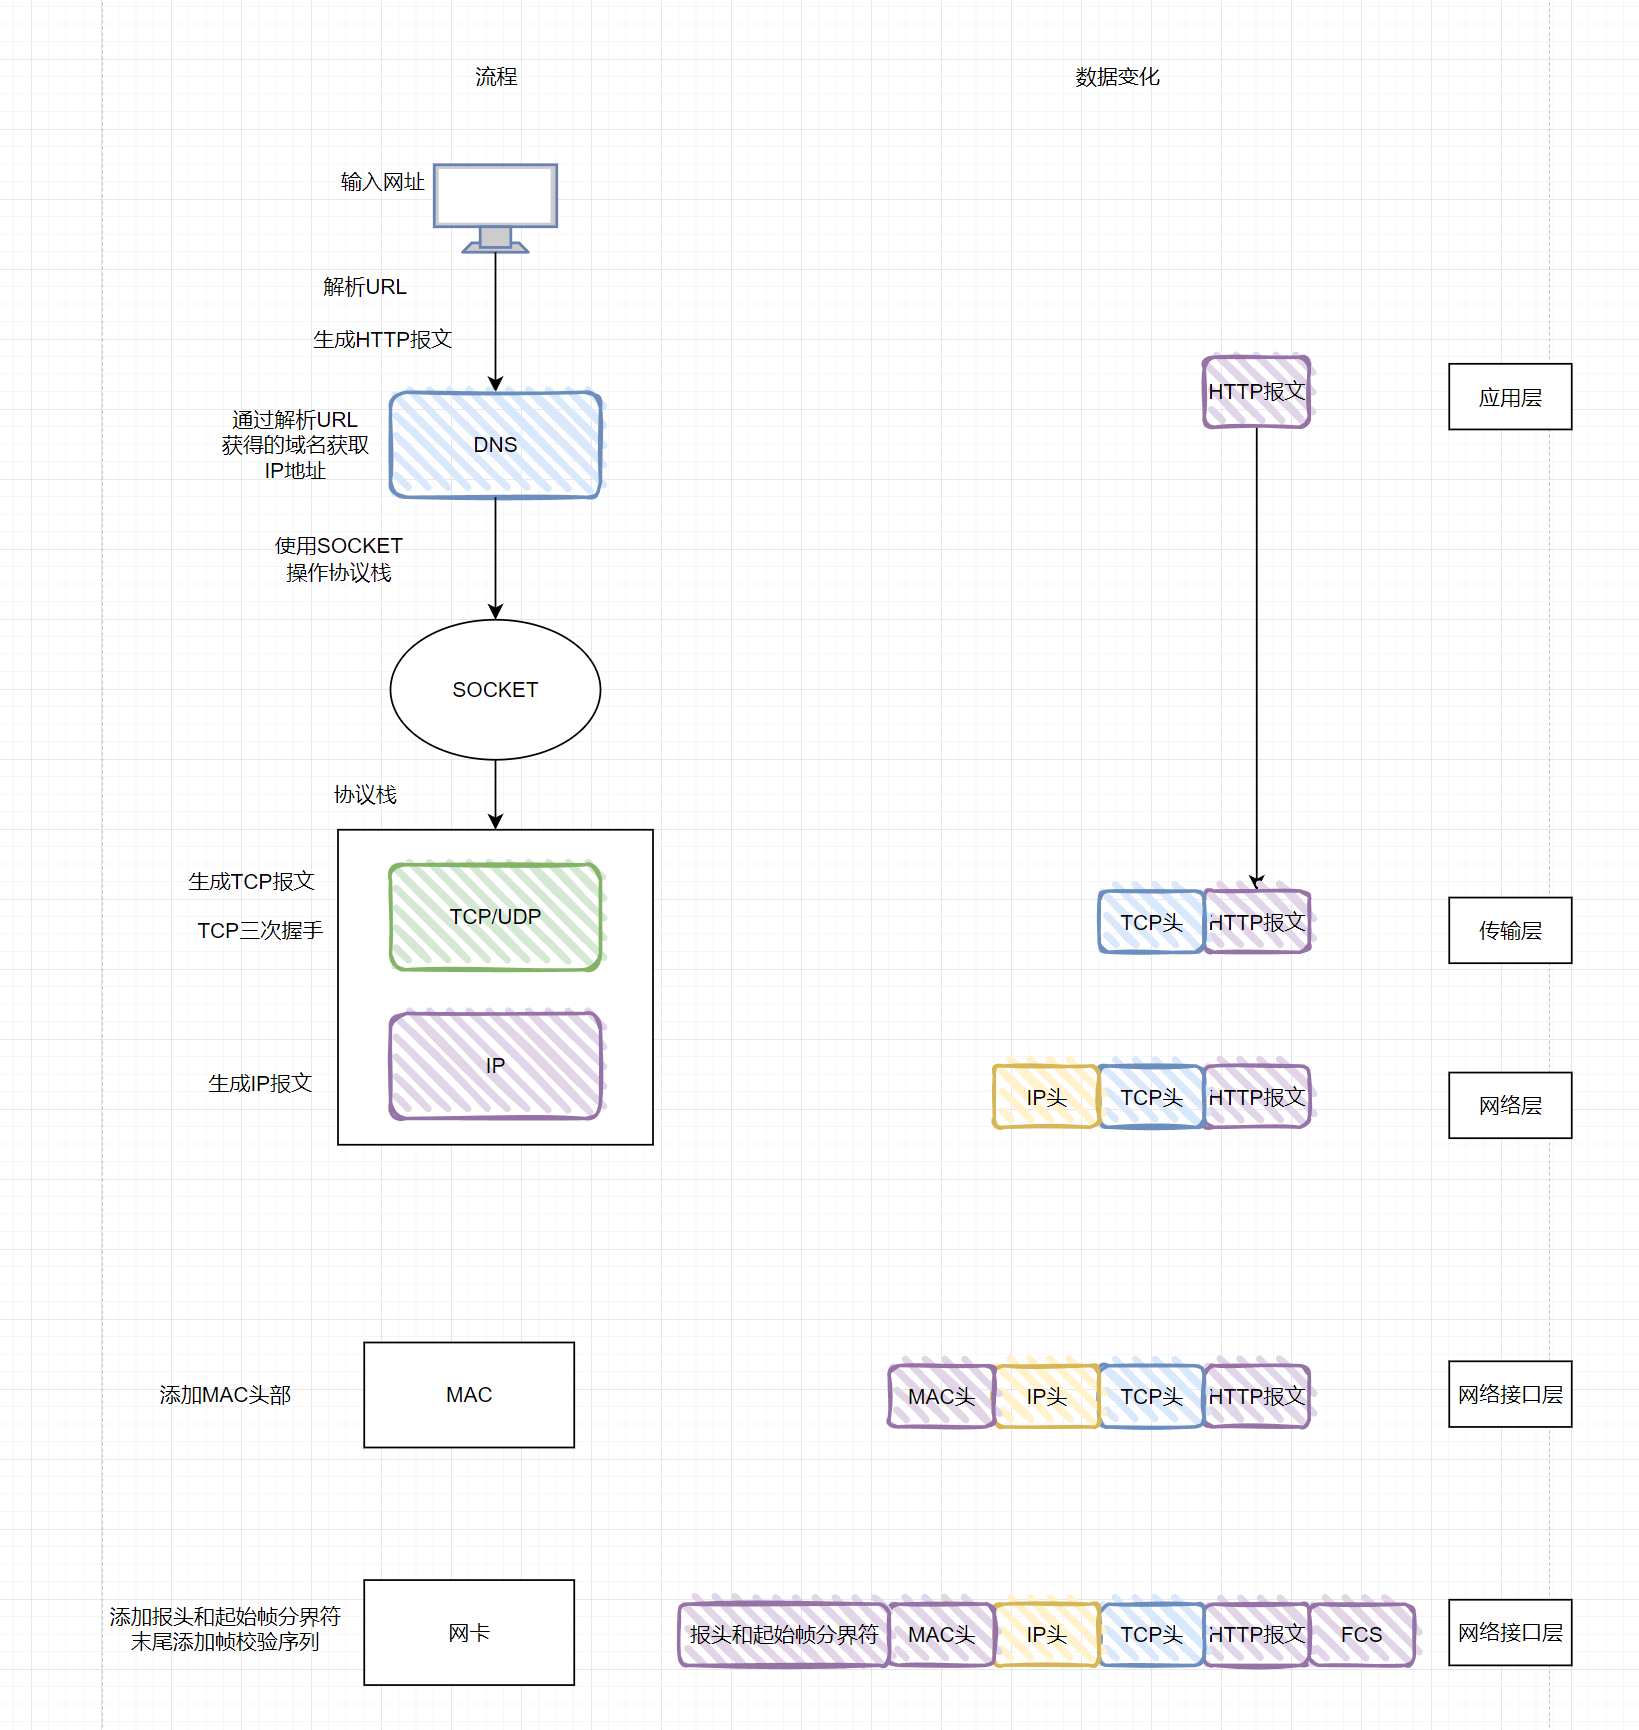 流程
数据变化
输入网址
解析URL
生成HTTP报文
HTTP报文
应用层
通过解析URL
获得的域名获取
IP地址
DNS
使用SOCKET
操作协议栈
SOCKET
协议栈
生成TCP报文
TCP三次握手
TCP/UDP
TCP头
HTTP报文
传输层
生成IP报文
IP
IP头
TCP头
HTTP报文
网络层
添加MAC头部
MAC
MAC头
IP头
TCP头
HTTP报文
网络接口层
添加报头和起始帧分界符
末尾添加帧校验序列
网卡
报头和起始帧分界符
MAC头
IP头
TCP头
HTTP报文
FCS
网络接口层